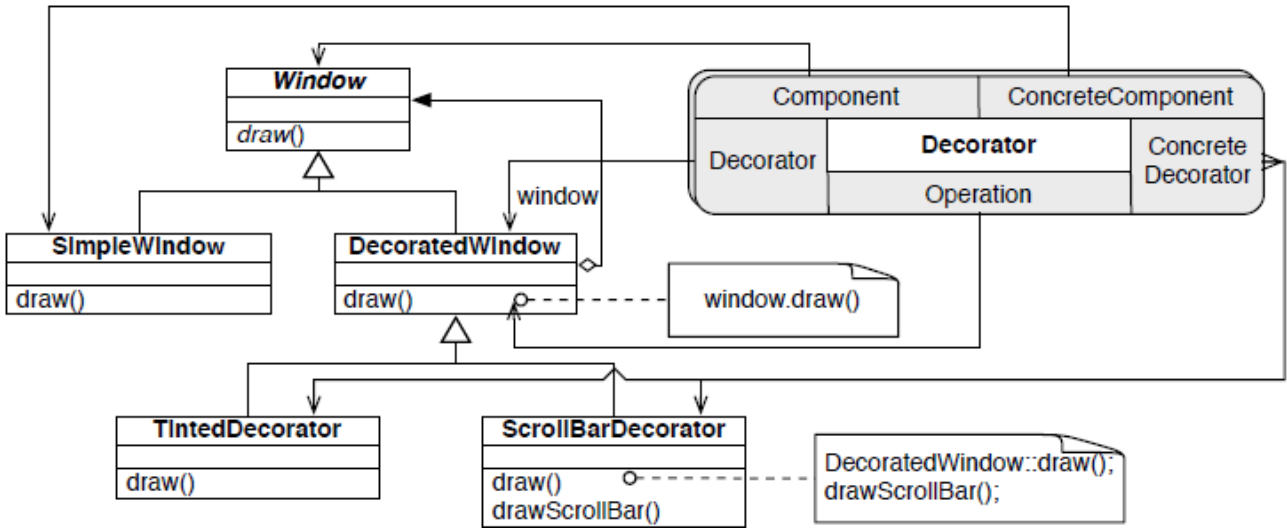 Window
draw()
Component
ConcreteComponent
Decorator
Decorator
Concrete
Decorator
Operation
window
SimpleWindow
draw()
DecoratedWindow
draw()
window.draw()
TintedDecorator
draw()
ScrollBarDecorator
draw()
drawScrollBar()
DecoratedWindow::draw();
drawScrollBar();